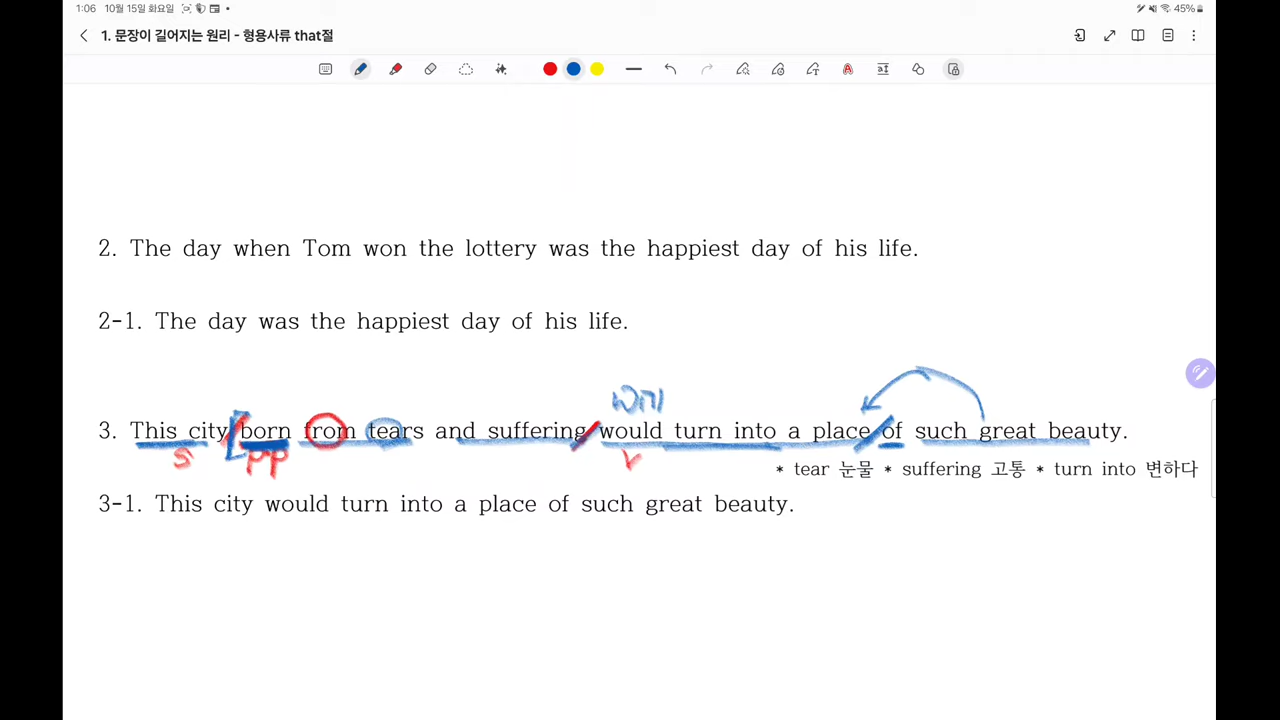 1:06 10월 15일 화요일
45%
1. 문장이 길어지는 원리 - 형용사류 that절
2. The day when Tom won the lottery was the happiest day of his life.
2-1. The day was the happiest day of his life.
will
3. This city born from tears and suffering would turn into a place of such great beauty.
S PP V
* tear 눈물 * suffering 고통 * turn into 변하다
3-1. This city would turn into a place of such great beauty.